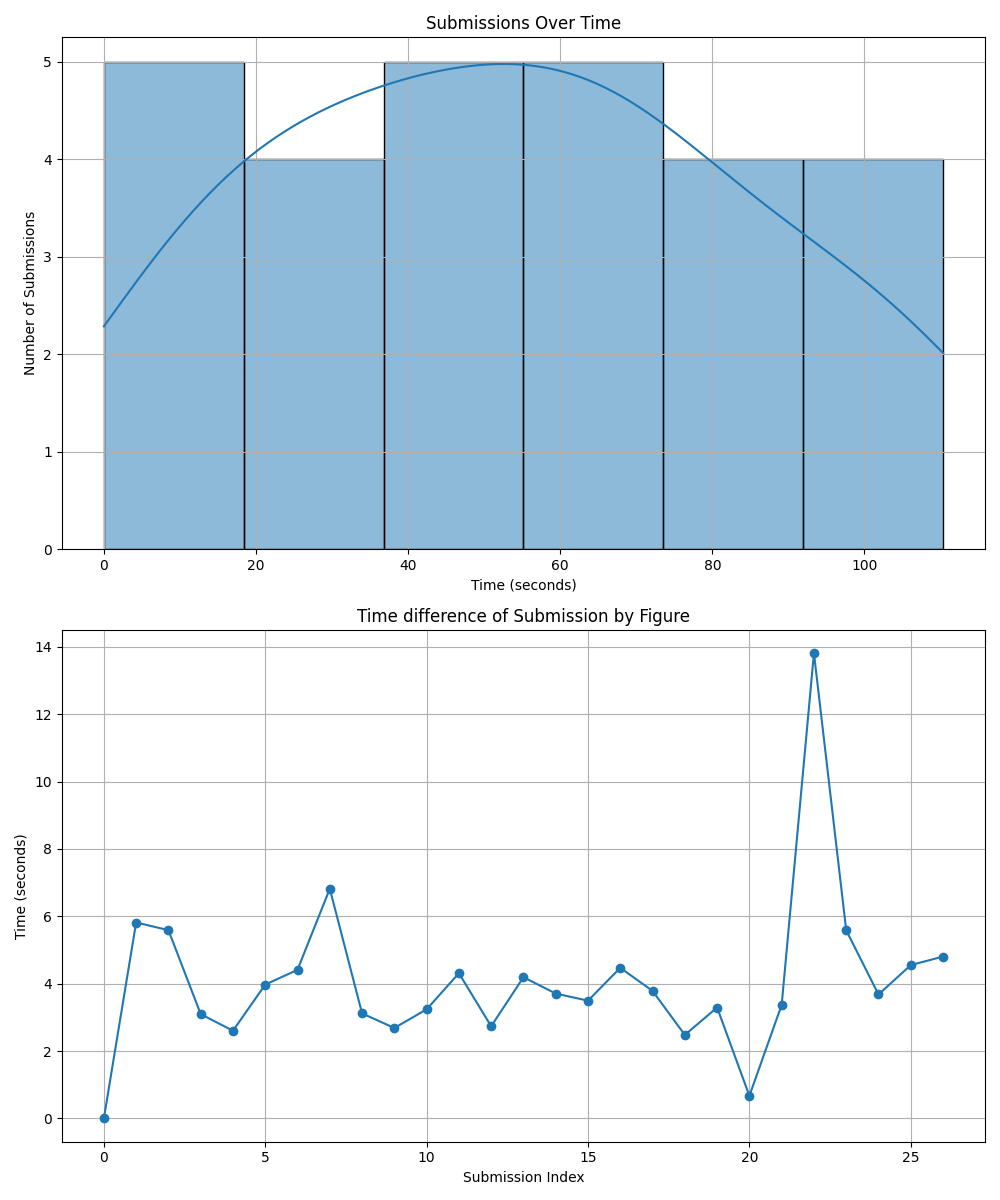 Submissions Over Time
Number of Submissions
5
4
3
2
1
0
0 20 40 60 80 100
Time (seconds)
Time difference of Submission by Figure
Time (seconds)
14
12
10
8
6
4
2
0
0 5 10 15 20 25
Submission Index